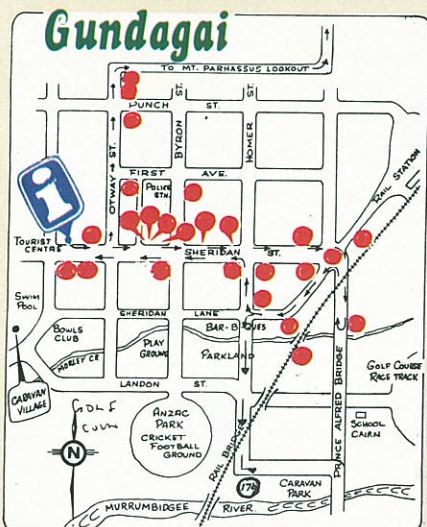 Gundagai
TO MT. PARNASSUS LOOKOUT
PUNCH ST.
OTWAY ST.
BYRON ST.
HOMER ST.
FIRST AVE.
POLICE STN.
RAIL STATION
i
TOURIST CENTRE
SHERIDAN ST.
SWIM POOL
SHERIDAN LANE
BOWLS CLUB
MORLEY CR
PLAY GROUND
BAR-B-QUES
PARKLAND
PRINCE ALFRED BRIDGE
GOLF COURSE
RACE TRACK
CARAVAN VILLAGE
LANDON ST.
GOLF
ANZAC PARK
CRICKET
FOOTBALL
GROUND
SCHOOL
CAIRN
N
RAIL BRIDGE
CARAVAN PARK
MURRUMBIDGEE RIVER.